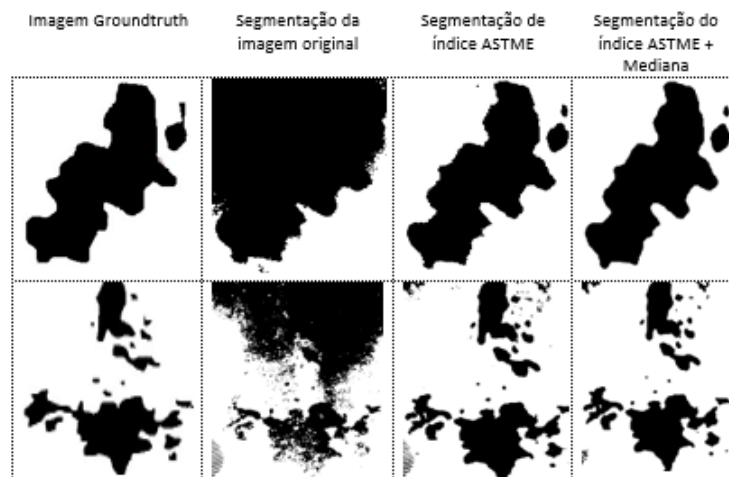 Imagem Groundtruth
Segmentação da
imagem original
Segmentação de
índice ASTME
Segmentação do
índice ASTME +
Mediana